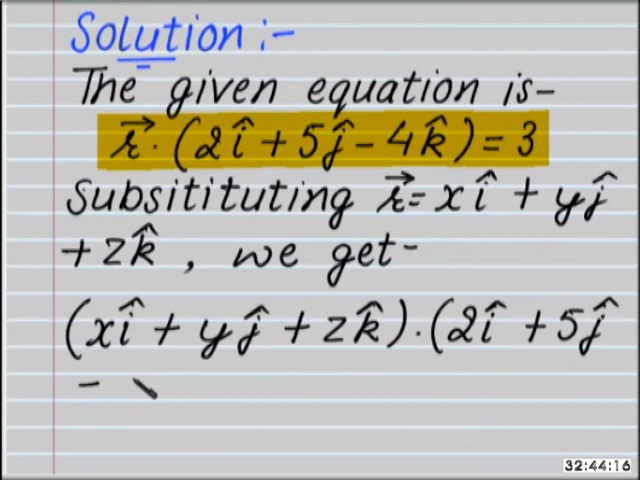 Solution :-
The given equation is-
r⃗ · (2î + 5ĵ - 4k̂) = 3
Subsitituting r⃗ = xî + yĵ
+ zk̂ , we get-
(xî + yĵ + zk̂) · (2î + 5ĵ
-
32:44:16